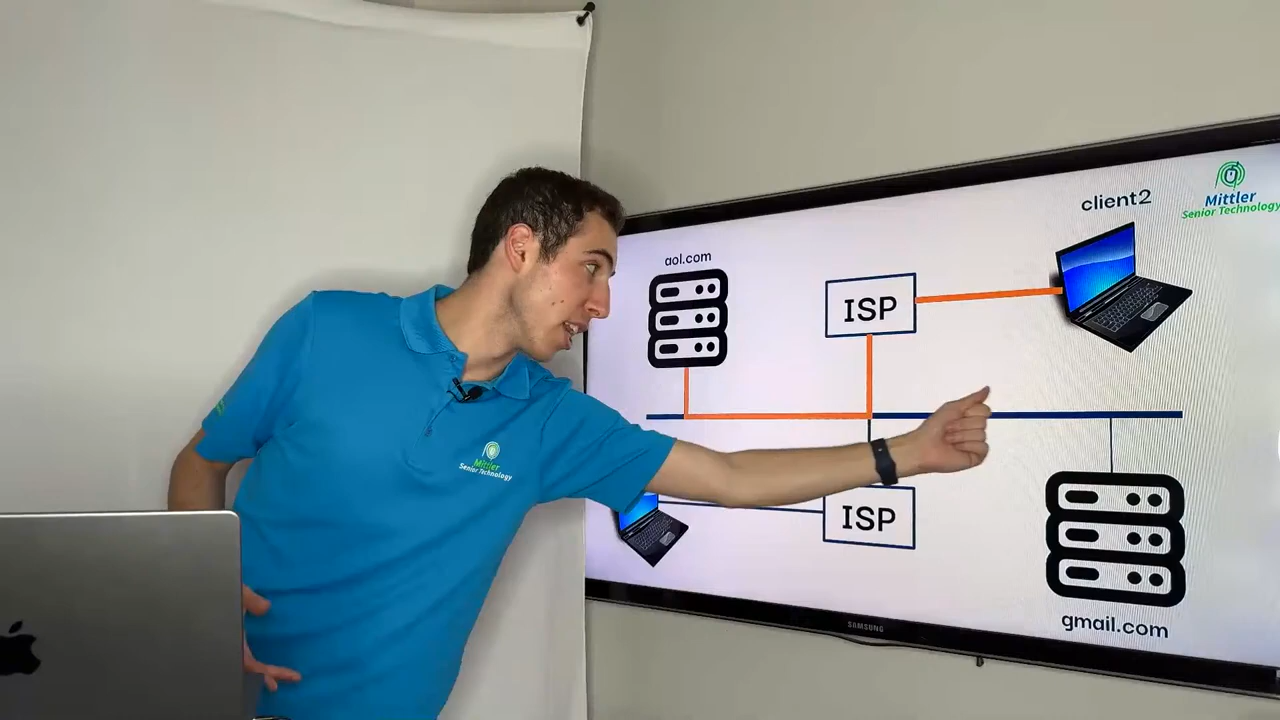 client2
Mittler
Senior Technology
aol.com
ISP
Mittler
Senior Technology
ISP
gmail.com
SAMSUNG